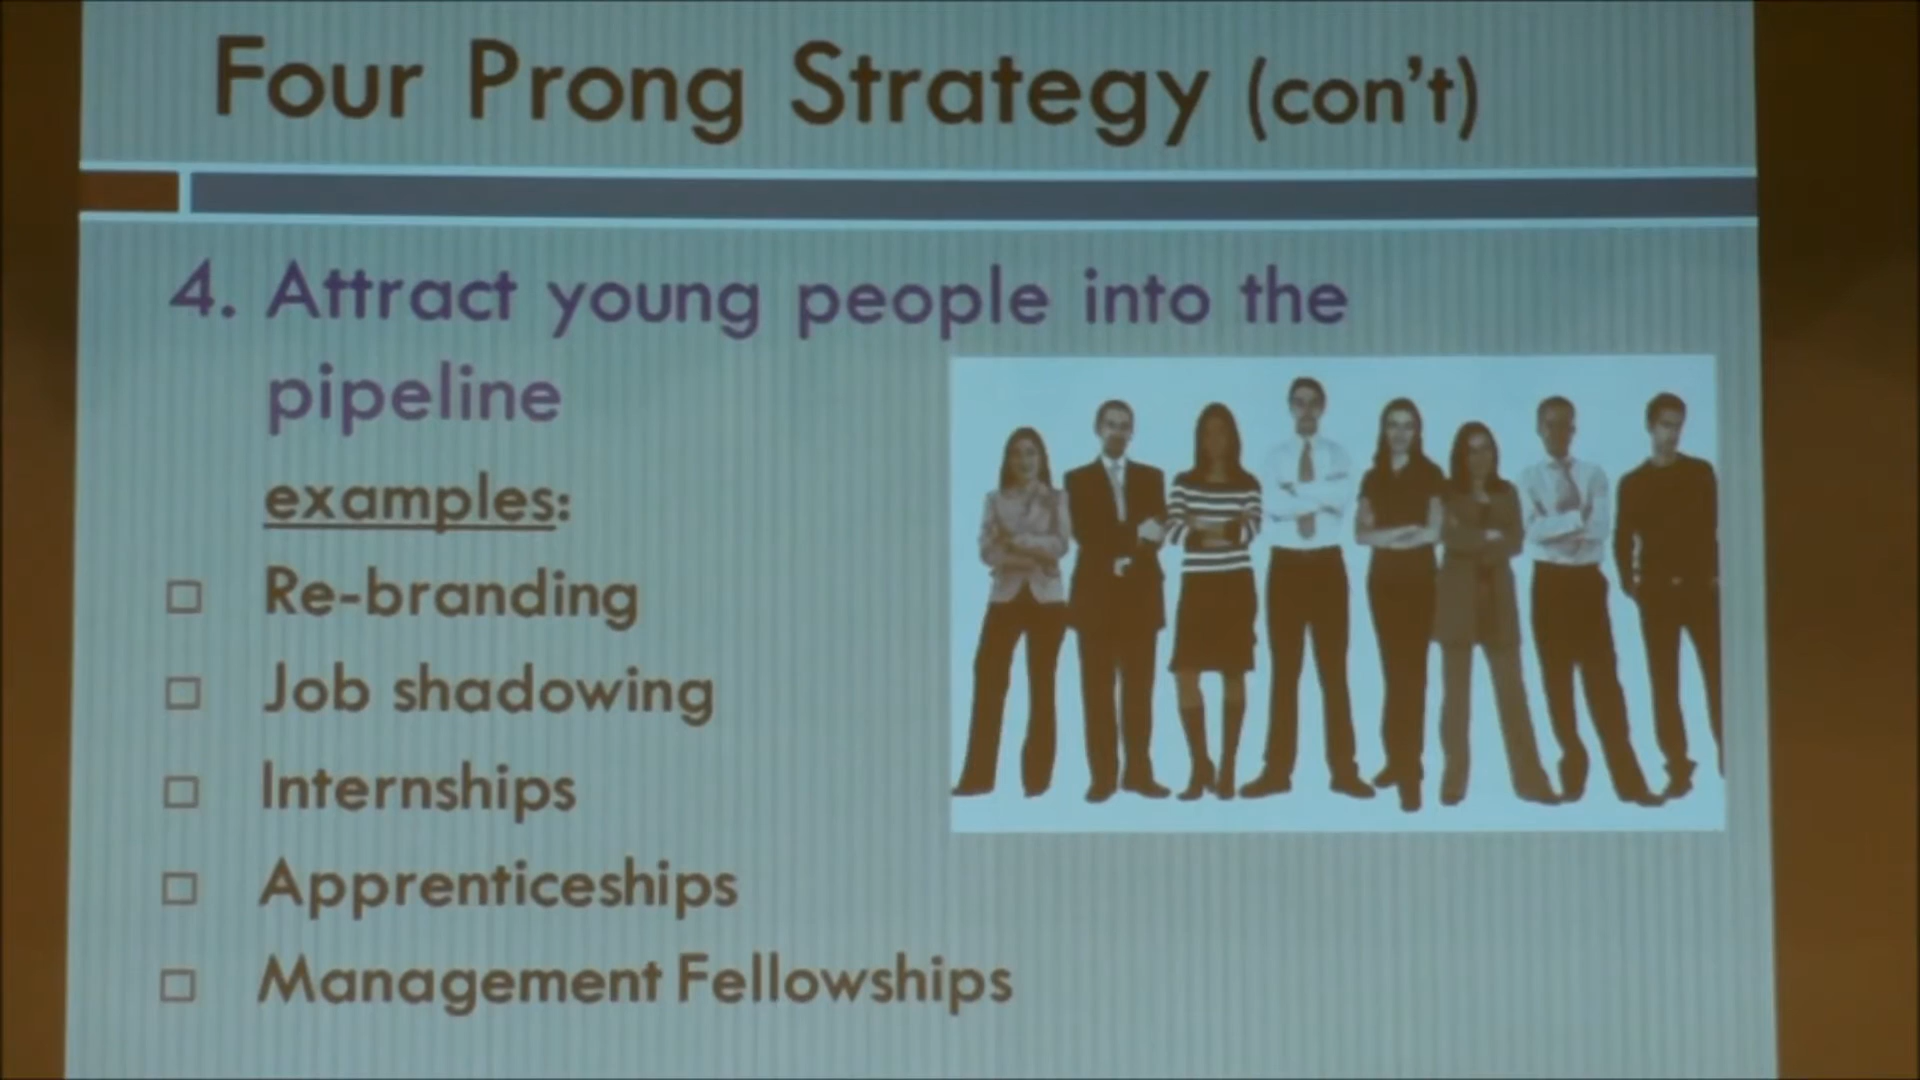 Four Prong Strategy (con't)
4. Attract young people into the
pipeline
examples:
Re-branding
Job shadowing
Internships
Apprenticeships
Management Fellowships